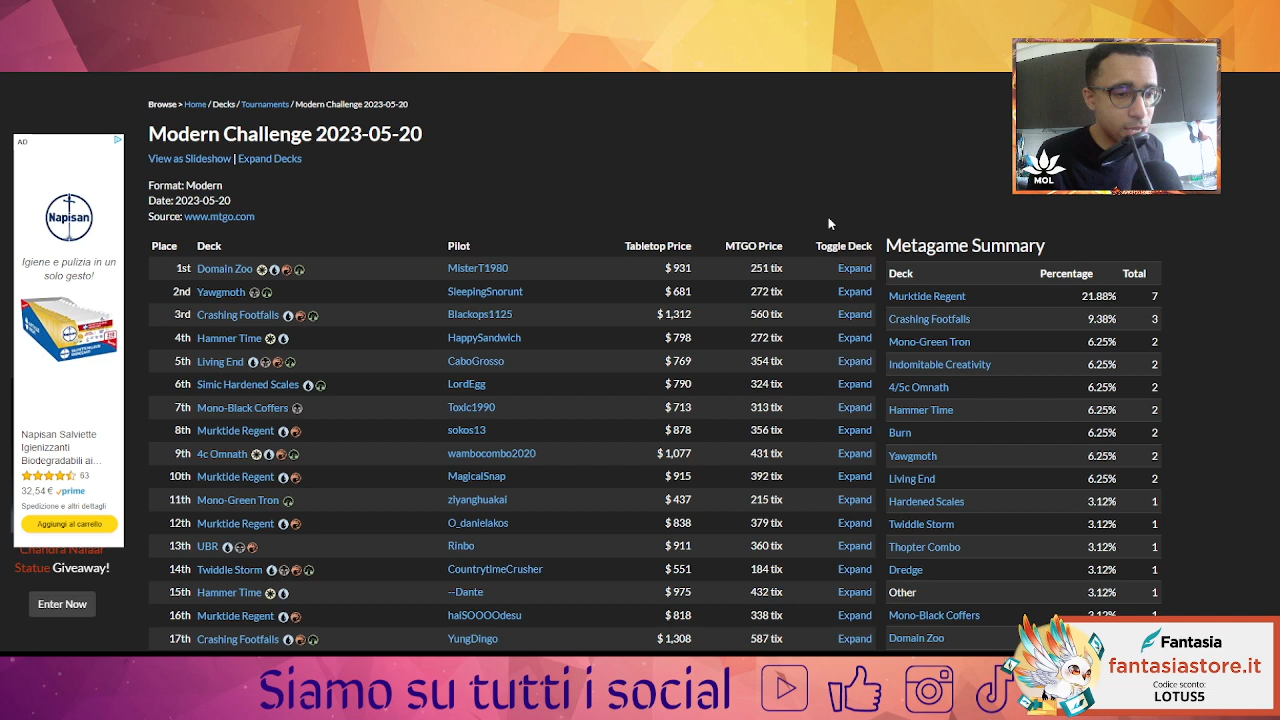 Browse > Home / Decks / Tournaments / Modern Challenge 2023-05-20
Modern Challenge 2023-05-20
View as Slideshow | Expand Decks
Format: Modern
Date: 2023-05-20
Source: www.mtgo.com
Place Deck Pilot Tabletop Price MTGO Price Toggle Deck
1st Domain Zoo MisterT1980 $ 931 251 tix Expand
2nd Yawgmoth SleepingSnorunt $ 681 272 tix Expand
3rd Crashing Footfalls Blackops1125 $ 1,312 560 tix Expand
4th Hammer Time HappySandwich $ 798 272 tix Expand
5th Living End CaboGrosso $ 769 354 tix Expand
6th Simic Hardened Scales LordEgg $ 790 324 tix Expand
7th Mono-Black Coffers Toxic1990 $ 713 313 tix Expand
8th Murktide Regent sokos13 $ 878 356 tix Expand
9th 4c Omnath wambocombo2020 $ 1,077 431 tix Expand
10th Murktide Regent MagicalSnap $ 915 392 tix Expand
11th Mono-Green Tron ziyanghuakai $ 437 215 tix Expand
12th Murktide Regent O_danielakos $ 838 379 tix Expand
13th UBR Rinbo $ 911 360 tix Expand
14th Twiddle Storm CountrytimeCrusher $ 551 184 tix Expand
15th Hammer Time --Dante $ 975 432 tix Expand
16th Murktide Regent haISOOOOdesu $ 818 338 tix Expand
17th Crashing Footfalls YungDingo $ 1,308 587 tix Expand
Metagame Summary
Deck Percentage Total
Murktide Regent 21.88% 7
Crashing Footfalls 9.38% 3
Mono-Green Tron 6.25% 2
Indomitable Creativity 6.25% 2
4/5c Omnath 6.25% 2
Hammer Time 6.25% 2
Burn 6.25% 2
Yawgmoth 6.25% 2
Living End 6.25% 2
Hardened Scales 3.12% 1
Twiddle Storm 3.12% 1
Thopter Combo 3.12% 1
Dredge 3.12% 1
Other 3.12% 1
Mono-Black Coffers 3.12% 1
Domain Zoo
AD
Napisan
Igiene e pulizia in un
solo gesto!
Napisan Salviette
Igienizzanti
Biodegradabili ai...
63
32,54 € prime
Spedizione e altri dettagli
Aggiungi al carrello
Chandra Nalaar
Statue Giveaway!
Enter Now
MOL
Siamo su tutti i social
Fantasia
fantasiastore.it
Codice sconto:
LOTUS5